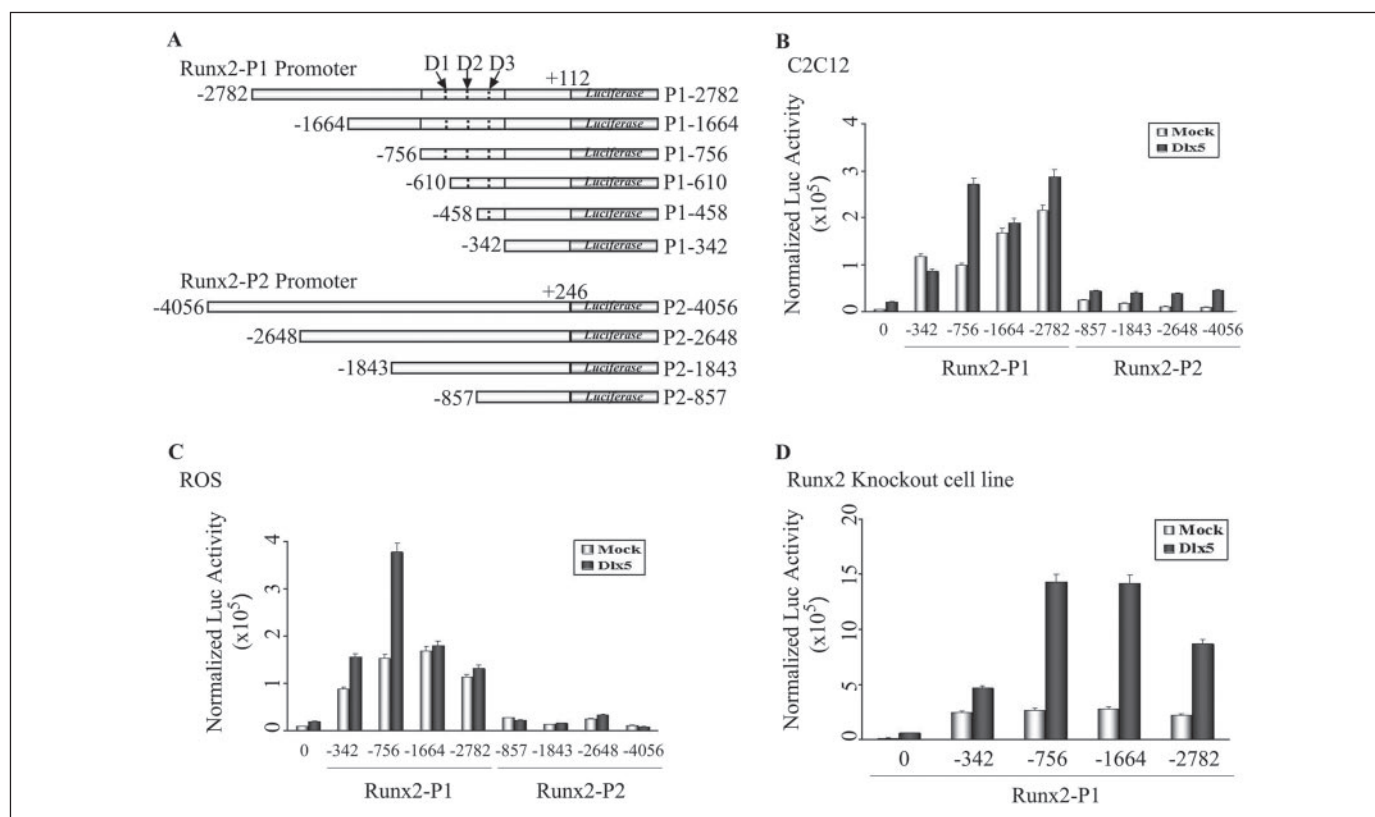 A
Runx2-P1 Promoter
D1 D2 D3
+112
-2782 Luciferase P1-2782
-1664 Luciferase P1-1664
-756 Luciferase P1-756
-610 Luciferase P1-610
-458 Luciferase P1-458
-342 Luciferase P1-342
Runx2-P2 Promoter
+246
-4056 Luciferase P2-4056
-2648 Luciferase P2-2648
-1843 Luciferase P2-1843
-857 Luciferase P2-857
B
C2C12
Normalized Luc Activity
(x10⁵)
4
3
2
1
0
Mock
Dlx5
0 -342 -756 -1664 -2782 -857 -1843 -2648 -4056
Runx2-P1 Runx2-P2
C
ROS
Normalized Luc Activity
(x10⁵)
4
3
2
1
0
Mock
Dlx5
0 -342 -756 -1664 -2782 -857 -1843 -2648 -4056
Runx2-P1 Runx2-P2
D
Runx2 Knockout cell line
Normalized Luc Activity
(x10⁵)
20
15
10
5
0
Mock
Dlx5
0 -342 -756 -1664 -2782
Runx2-P1